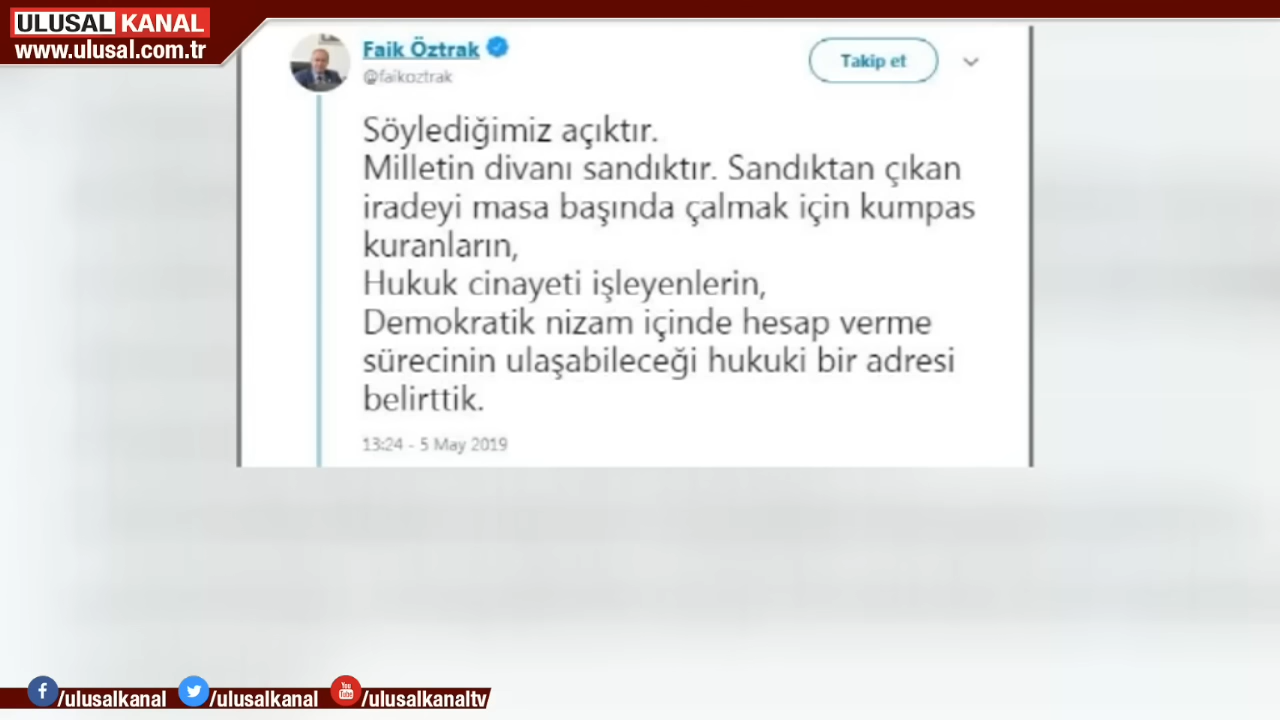 ULUSAL KANAL
www.ulusal.com.tr
Faik Öztrak
@faikoztrak
Takip et
Söylediğimiz açıktır.
Milletin divanı sandıktır. Sandıktan çıkan
iradeyi masa başında çalmak için kumpas
kuranların,
Hukuk cinayeti işleyenlerin,
Demokratik nizam içinde hesap verme
sürecinin ulaşabileceği hukuki bir adresi
belirttik.
13:24 - 5 May 2019
/ulusalkanal
/ulusalkanal
You Tube
/ulusalkanaltv